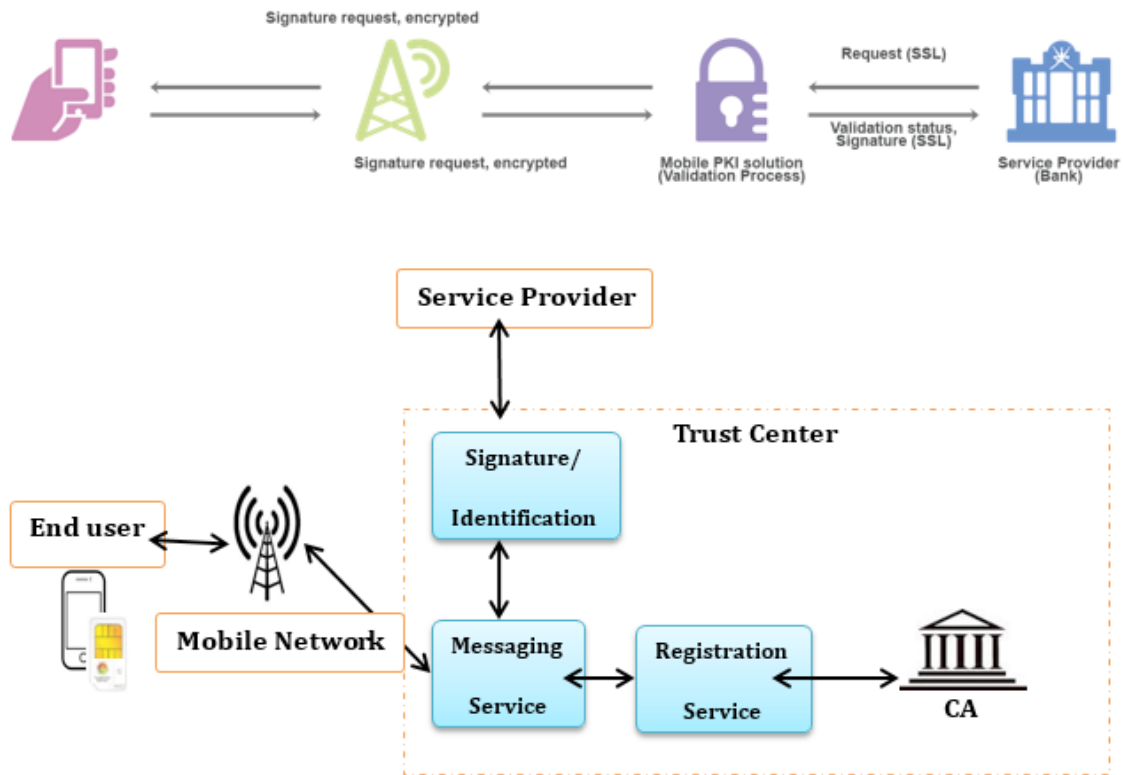 Signature request, encrypted
Request (SSL)
Validation status,
Signature (SSL)
Signature request, encrypted
Mobile PKI solution
(Validation Process)
Service Provider
(Bank)
Service Provider
Trust Center
Signature/
Identification
End user
Mobile Network
Messaging
Service
Registration
Service
CA